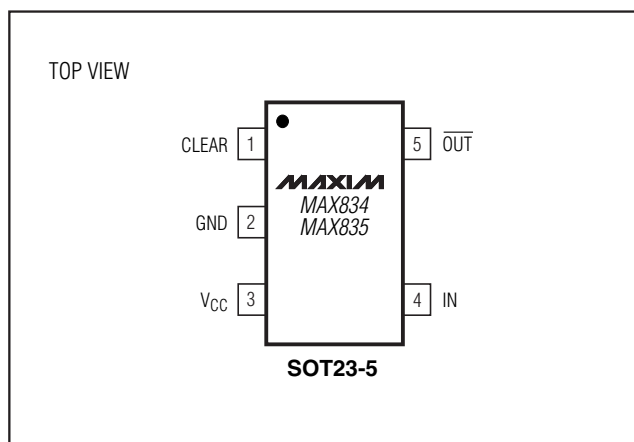 TOP VIEW
CLEAR 1
5 OUT
MAXIM
MAX834
MAX835
GND 2
VCC 3
4 IN
SOT23-5